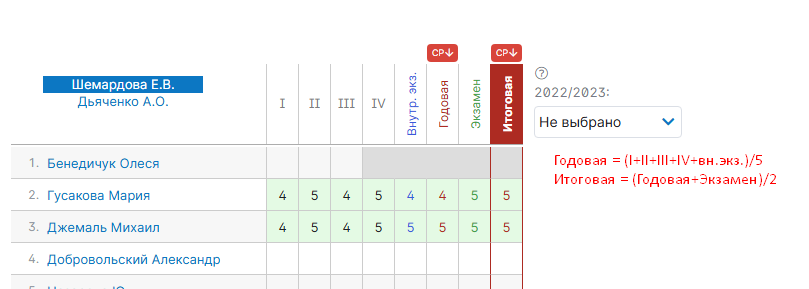 СР↓ СР↓
Шемардова Е.В.
Дьяченко А.О.
I II III IV Внутр. экз. Годовая Экзамен Итоговая
?
2022/2023:
Не выбрано
Годовая = (I+II+III+IV+вн.экз.)/5
Итоговая = (Годовая+Экзамен)/2
1. Бенедичук Олеся
2. Гусакова Мария 4 5 4 5 4 4 5 5
3. Джемаль Михаил 4 5 4 5 5 5 5 5
4. Добровольский Александр